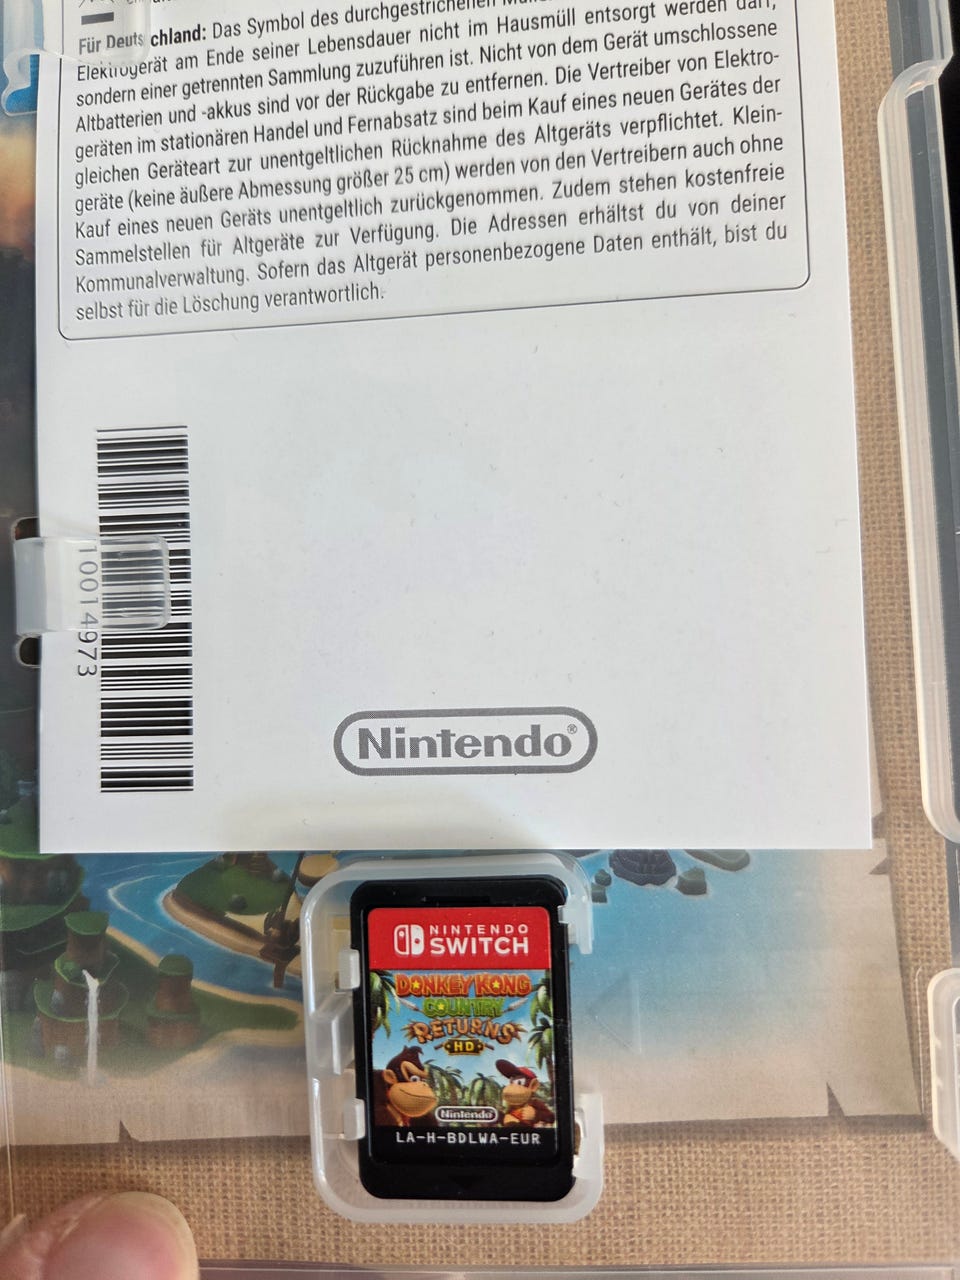 Für Deutschland: Das Symbol des durchgestrichenen
Elektrogerät am Ende seiner Lebensdauer nicht im Hausmüll entsorgt werden darf,
sondern einer getrennten Sammlung zuzuführen ist. Nicht von dem Gerät umschlossene
Altbatterien und -akkus sind vor der Rückgabe zu entfernen. Die Vertreiber von Elektro-
geräten im stationären Handel und Fernabsatz sind beim Kauf eines neuen Gerätes der
gleichen Geräteart zur unentgeltlichen Rücknahme des Altgeräts verpflichtet. Klein-
geräte (keine äußere Abmessung größer 25 cm) werden von den Vertreibern auch ohne
Kauf eines neuen Geräts unentgeltlich zurückgenommen. Zudem stehen kostenfreie
Sammelstellen für Altgeräte zur Verfügung. Die Adressen erhältst du von deiner
Kommunalverwaltung. Sofern das Altgerät personenbezogene Daten enthält, bist du
selbst für die Löschung verantwortlich.
10014973
Nintendo®
NINTENDO
SWITCH
DONKEY KONG
COUNTRY
RETURNS
HD
Nintendo
LA-H-BDLWA-EUR